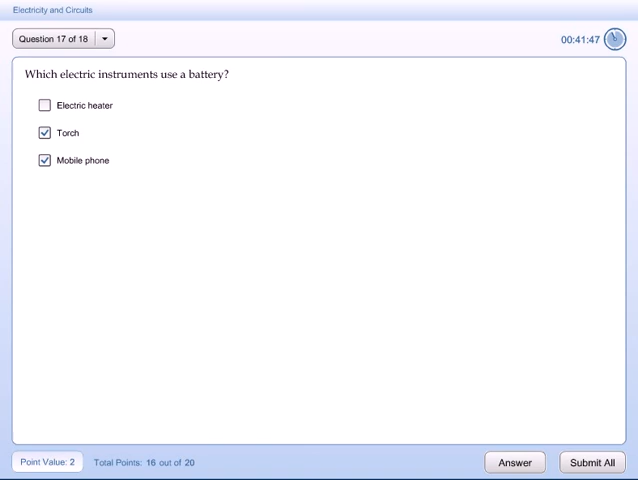 Electricity and Circuits
Question 17 of 18
00:41:47
Which electric instruments use a battery?
Electric heater
Torch
Mobile phone
Point Value: 2
Total Points: 16 out of 20
Answer
Submit All